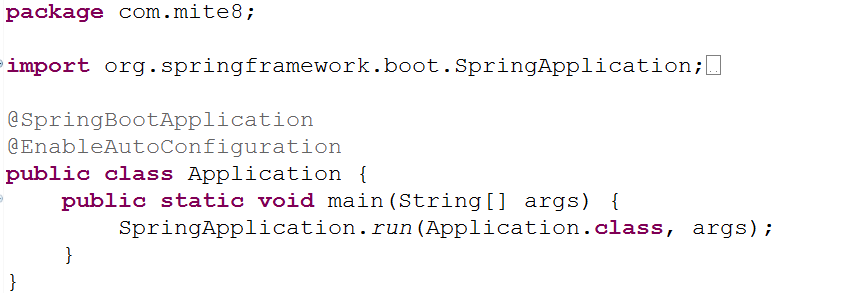 package com.mite8;
import org.springframework.boot.SpringApplication;
@SpringBootApplication
@EnableAutoConfiguration
public class Application {
    public static void main(String[] args) {
        SpringApplication.run(Application.class, args);
    }
}